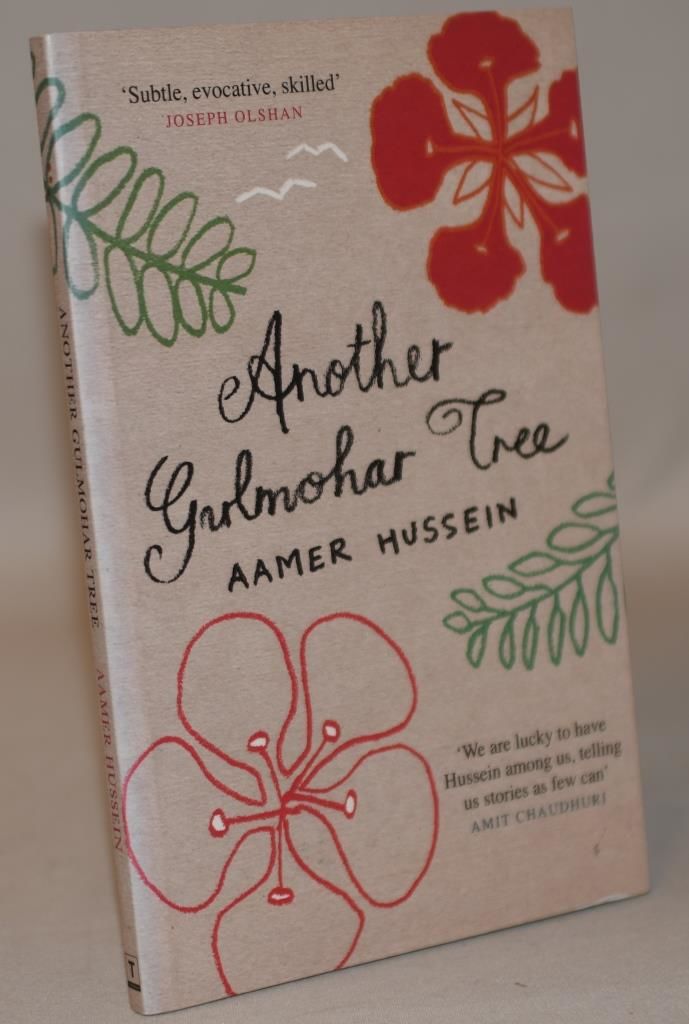 'Subtle, evocative, skilled'
JOSEPH OLSHAN
Another
Gulmohar Tree
AAMER HUSSEIN
'We are lucky to have
Hussein among us, telling
us stories as few can'
AMIT CHAUDHURI
ANOTHER GULMOHAR TREE AAMER HUSSEIN
T